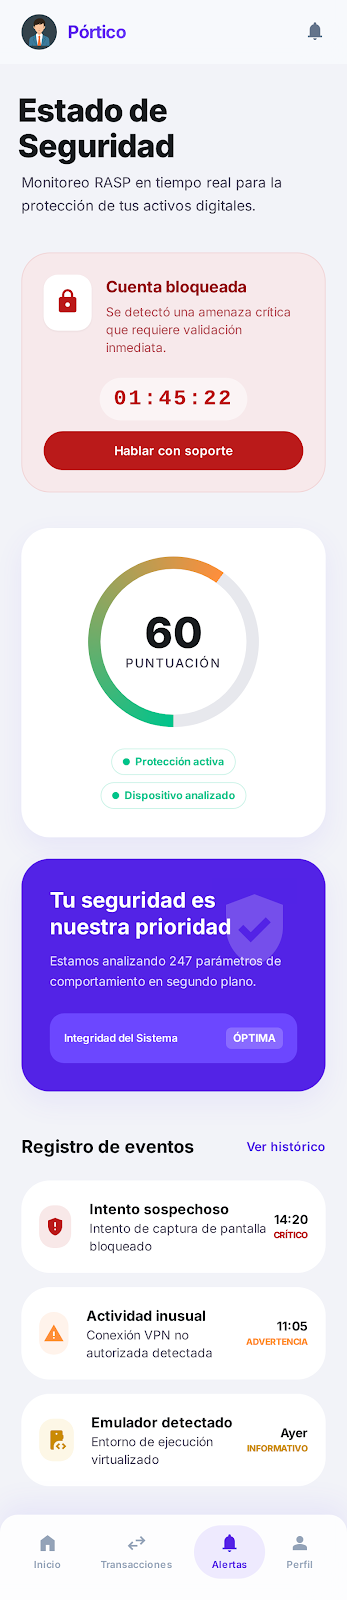 Pórtico
Estado de
Seguridad
Monitoreo RASP en tiempo real para la
protección de tus activos digitales.
Cuenta bloqueada
Se detectó una amenaza crítica
que requiere validación
inmediata.
01:45:22
Hablar con soporte
60
PUNTUACIÓN
Protección activa
Dispositivo analizado
Tu seguridad es
nuestra prioridad
Estamos analizando 247 parámetros de
comportamiento en segundo plano.
Integridad del Sistema
ÓPTIMA
Registro de eventos
Ver histórico
Intento sospechoso
Intento de captura de pantalla
bloqueado
14:20
CRÍTICO
Actividad inusual
Conexión VPN no
autorizada detectada
11:05
ADVERTENCIA
Emulador detectado
Entorno de ejecución
virtualizado
Ayer
INFORMATIVO
Inicio
Transacciones
Alertas
Perfil